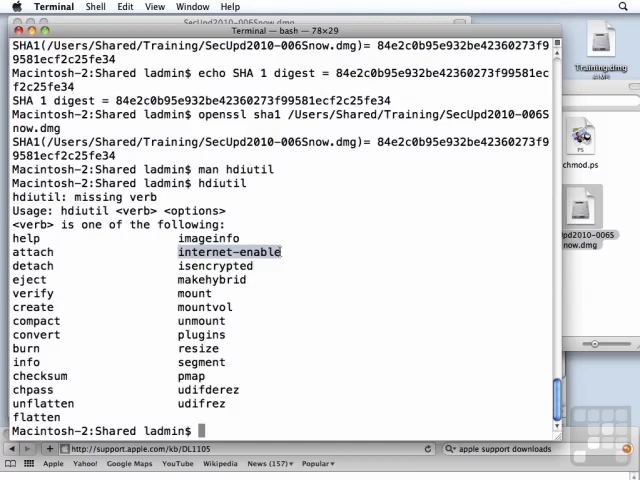 Terminal Shell Edit View Window Help
SecUpd2010-006Snow.dmg
Terminal — bash — 78×29
SHA1(/Users/Shared/Training/SecUpd2010-006Snow.dmg)= 84e2c0b95e932be42360273f9
9581ecf2c25fe34
Macintosh-2:Shared ladmin$ echo SHA 1 digest = 84e2c0b95e932be42360273f99581ec
f2c25fe34
SHA 1 digest = 84e2c0b95e932be42360273f99581ecf2c25fe34
Macintosh-2:Shared ladmin$ openssl sha1 /Users/Shared/Training/SecUpd2010-006S
now.dmg
SHA1(/Users/Shared/Training/SecUpd2010-006Snow.dmg)= 84e2c0b95e932be42360273f9
9581ecf2c25fe34
Macintosh-2:Shared ladmin$ man hdiutil
Macintosh-2:Shared ladmin$ hdiutil
hdiutil: missing verb
Usage: hdiutil <verb> <options>
<verb> is one of the following:
help imageinfo
attach internet-enable
detach isencrypted
eject makehybrid
verify mount
create mountvol
compact unmount
convert plugins
burn resize
info segment
checksum pmap
chpass udifderez
unflatten udifrez
flatten
Macintosh-2:Shared ladmin$
Training.dmg
PS
chmod.ps
pd2010-006S
now.dmg
http://support.apple.com/kb/DL1105
apple support downloads
Apple Yahoo! Google Maps YouTube Wikipedia News (157) Popular